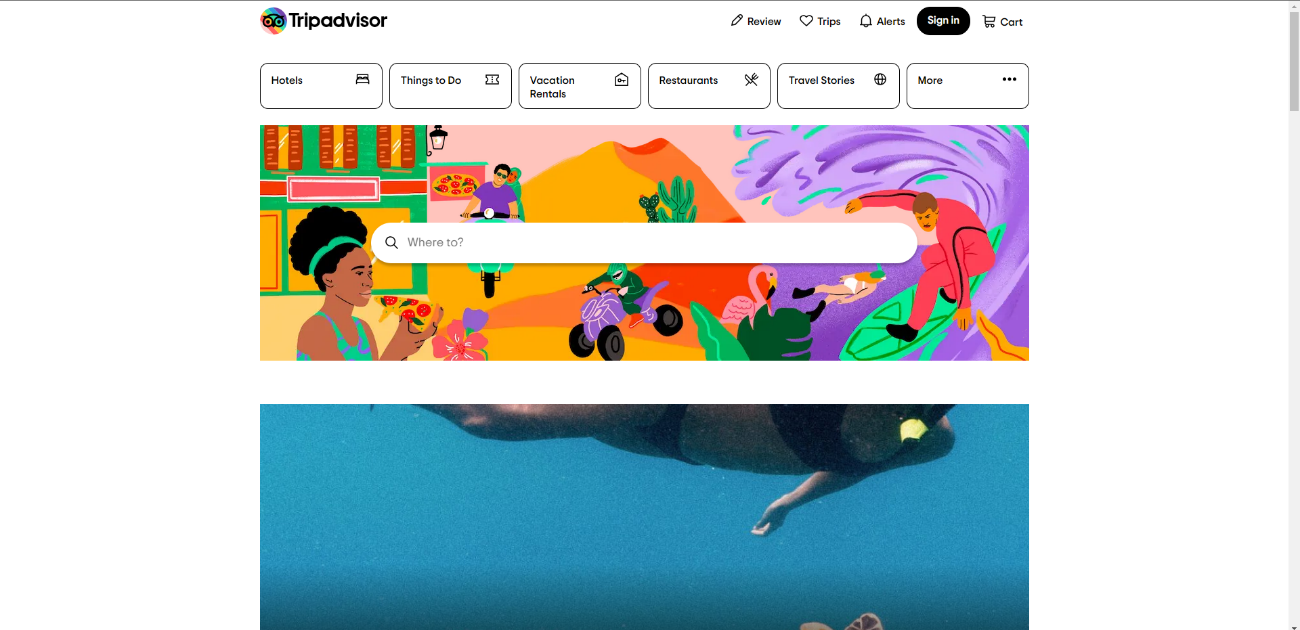 Tripadvisor
Review
Trips
Alerts
Sign in
Cart
Hotels
Things to Do
Vacation
Rentals
Restaurants
Travel Stories
More
Where to?